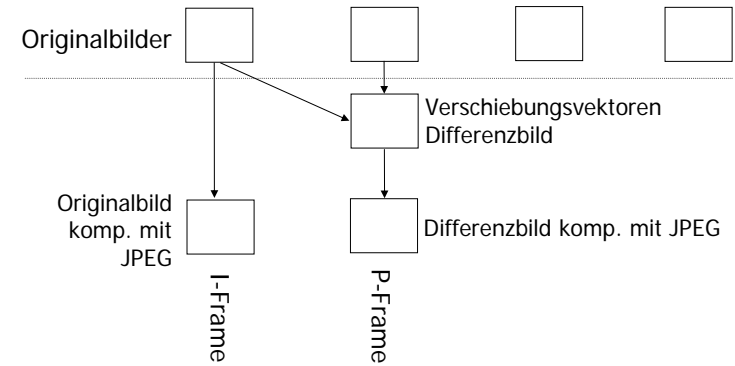 Originalbilder
Verschiebungsvektoren
Differenzbild
Originalbild
komp. mit
JPEG
Differenzbild komp. mit JPEG
I-Frame
P-Frame